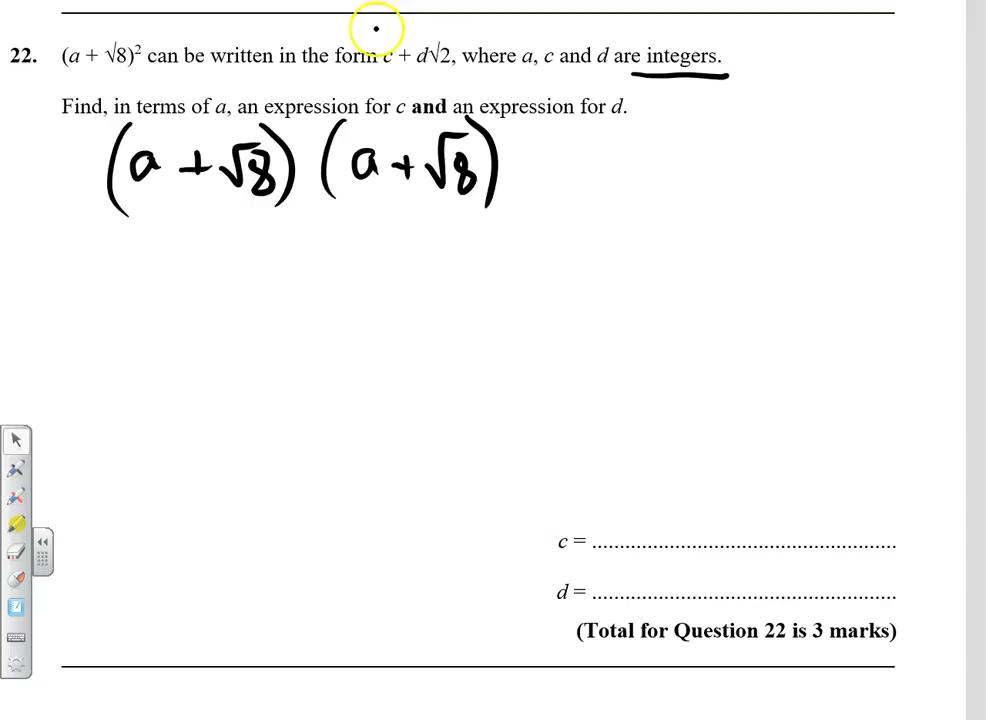 22. (a + √8)² can be written in the form c + d√2, where a, c and d are integers.
Find, in terms of a, an expression for c and an expression for d.
(a + √8) (a + √8)
c = ........................................................
d = ........................................................
(Total for Question 22 is 3 marks)